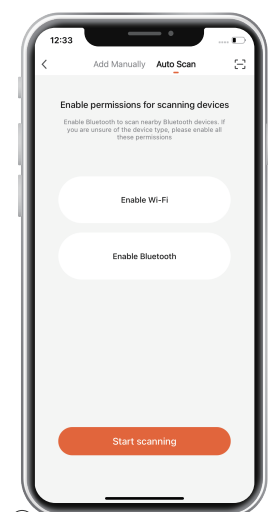 12:33
Add Manually Auto Scan
Enable permissions for scanning devices
Enable Bluetooth to scan nearby Bluetooth devices. If
you are unsure of the device type, please enable all
these permissions
Enable Wi-Fi
Enable Bluetooth
Start scanning